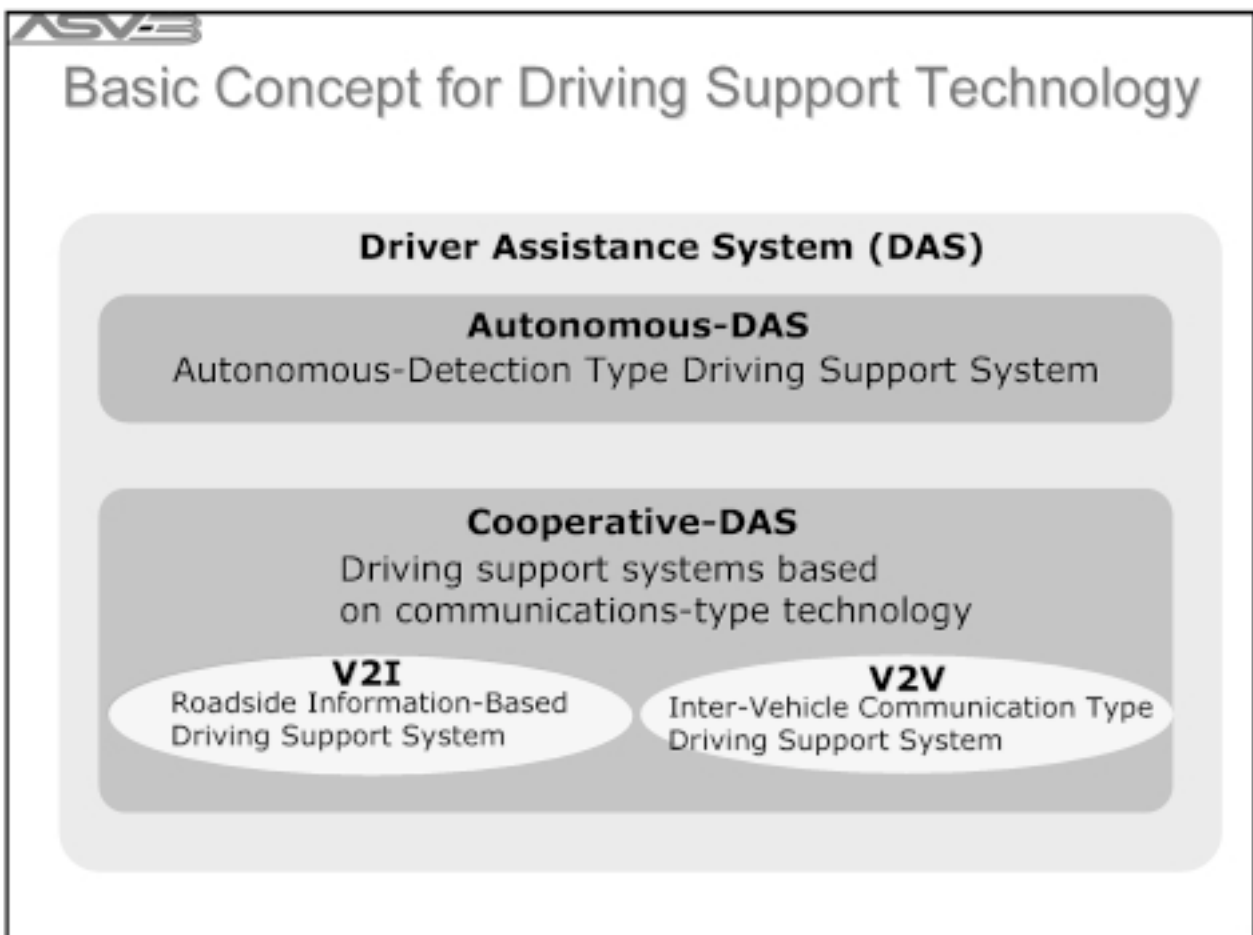 ASV-3
Basic Concept for Driving Support Technology
Driver Assistance System (DAS)
Autonomous-DAS
Autonomous-Detection Type Driving Support System
Cooperative-DAS
Driving support systems based
on communications-type technology
V2I
Roadside Information-Based
Driving Support System
V2V
Inter-Vehicle Communication Type
Driving Support System